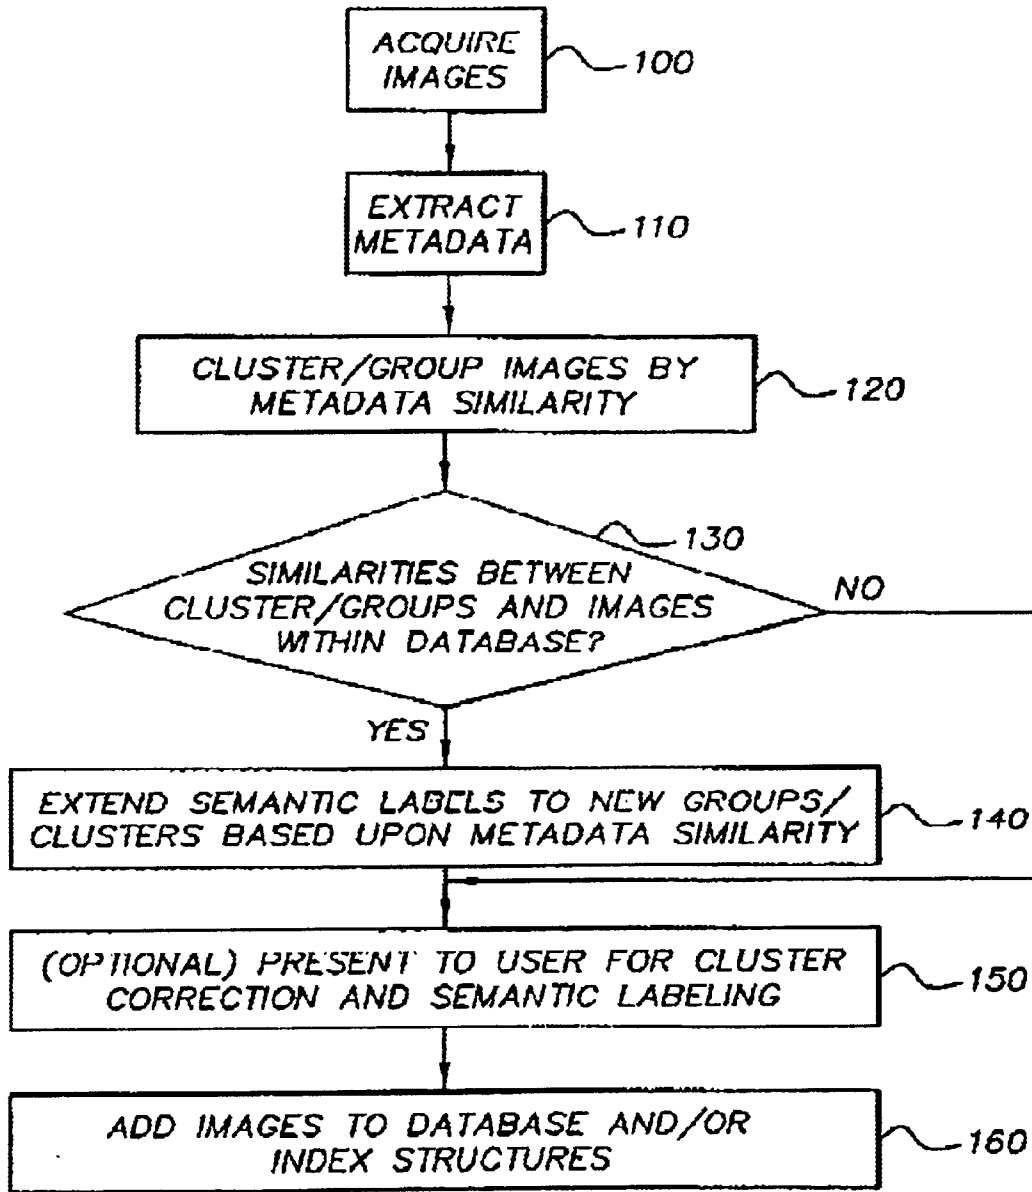 ACQUIRE
IMAGES
100
EXTRACT
METADATA
110
CLUSTER/GROUP IMAGES BY
METADATA SIMILARITY
120
130
SIMILARITIES BETWEEN
CLUSTER/GROUPS AND IMAGES
WITHIN DATABASE?
NO
YES
EXTEND SEMANTIC LABELS TO NEW GROUPS/
CLUSTERS BASED UPON METADATA SIMILARITY
140
(OPTIONAL) PRESENT TO USER FOR CLUSTER
CORRECTION AND SEMANTIC LABELING
150
ADD IMAGES TO DATABASE AND/OR
INDEX STRUCTURES
160